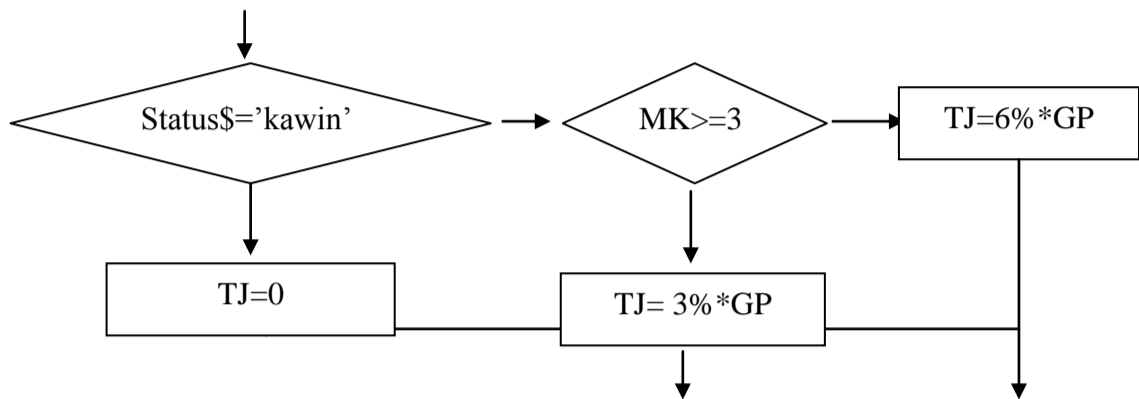 Status$=’kawin’
MK>=3
TJ=6%*GP
TJ=0
TJ= 3%*GP